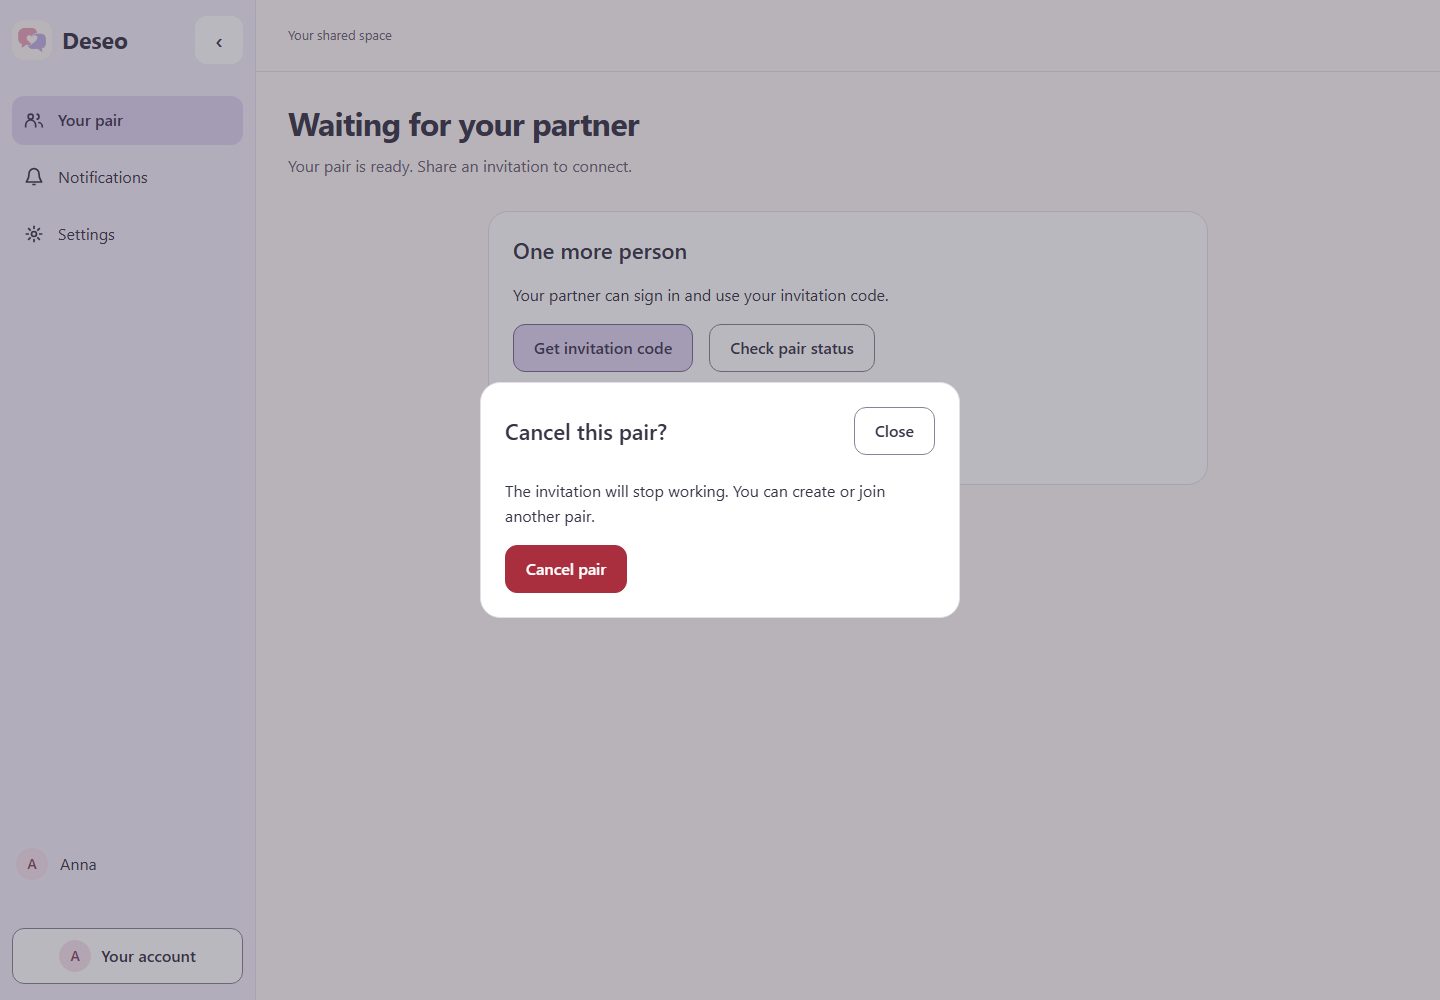 Deseo
‹
Your pair
Notifications
Settings
A Anna
A Your account
Your shared space
Waiting for your partner
Your pair is ready. Share an invitation to connect.
One more person
Your partner can sign in and use your invitation code.
Get invitation code
Check pair status
Cancel this pair?
Close
The invitation will stop working. You can create or join
another pair.
Cancel pair